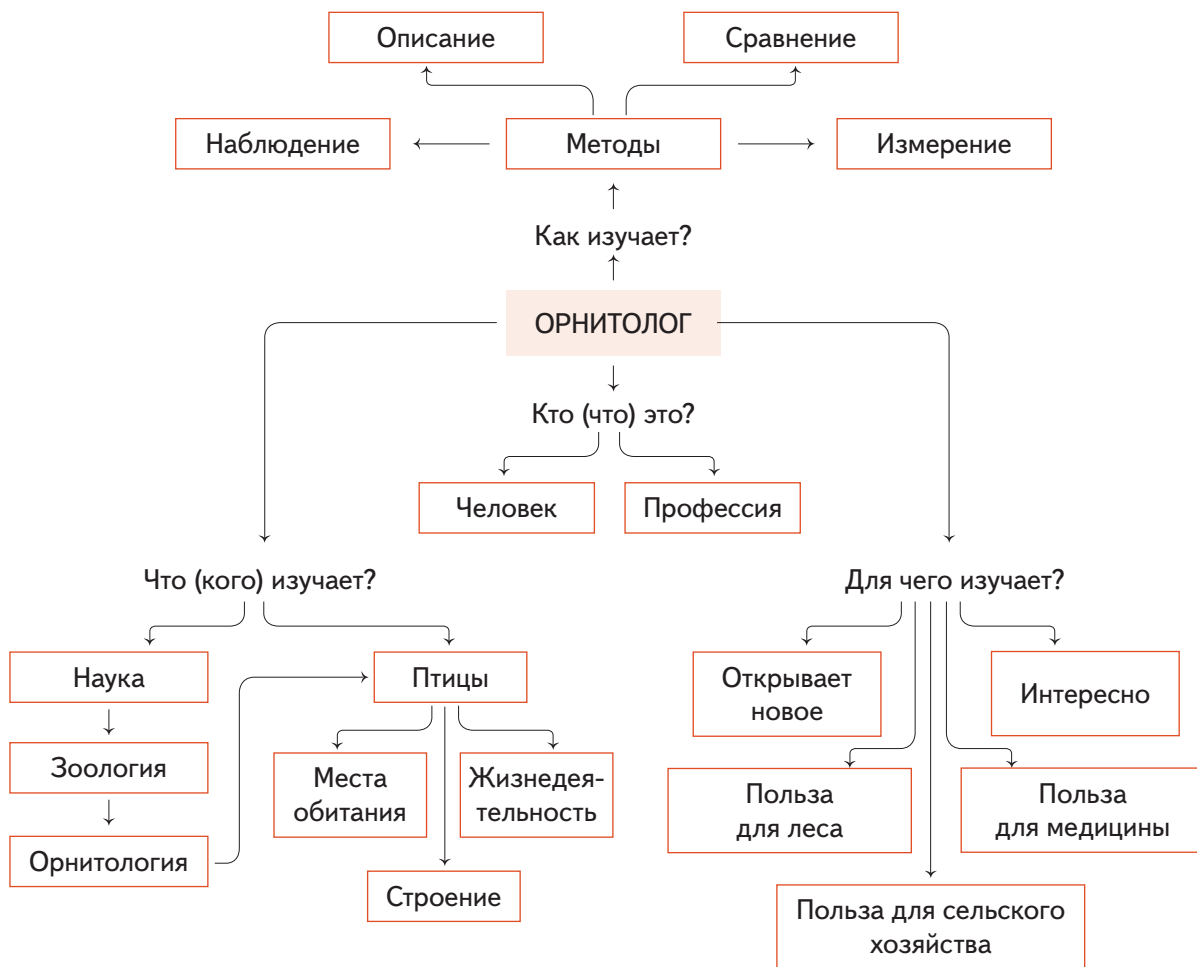 Описание
Сравнение
Наблюдение
Методы
Измерение
Как изучает?
ОРНИТОЛОГ
Кто (что) это?
Человек
Профессия
Что (кого) изучает?
Для чего изучает?
Наука
Птицы
Открывает
новое
Интересно
Зоология
Места
обитания
Жизнедея-
тельность
Польза
для леса
Польза
для медицины
Орнитология
Строение
Польза для сельского
хозяйства